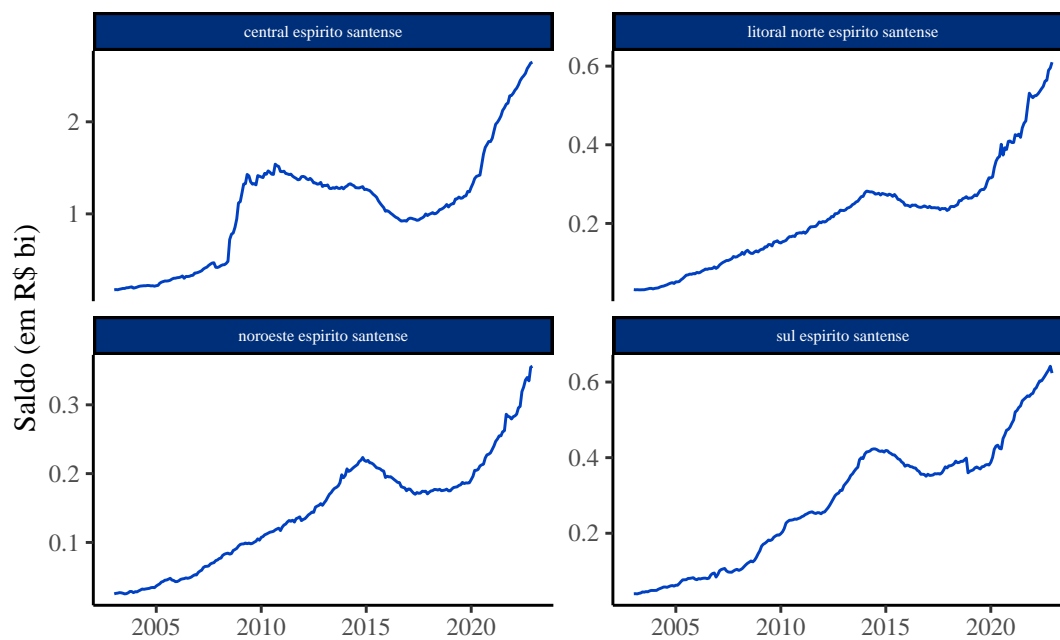 central espirito santense
litoral norte espirito santense
2
1
0.6
0.4
0.2
Saldo (em R$ bi)
noroeste espirito santense
sul espirito santense
0.3
0.2
0.1
0.6
0.4
0.2
2005 2010 2015 2020
2005 2010 2015 2020